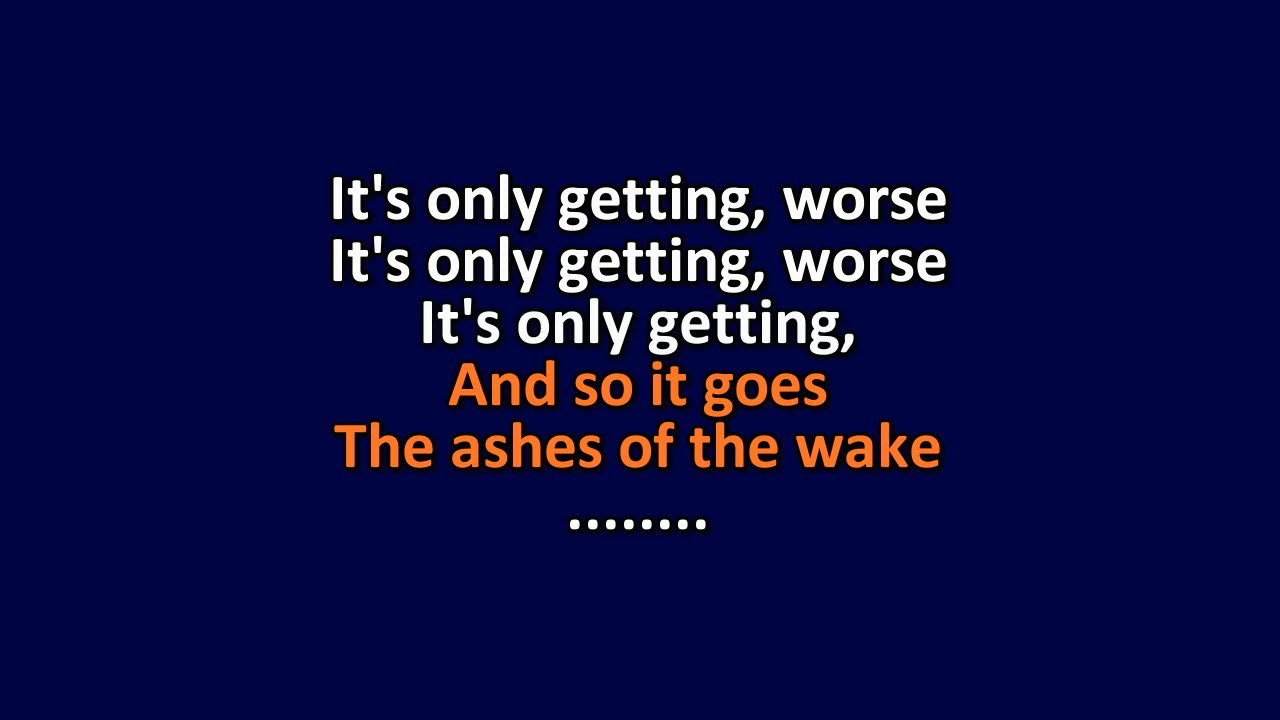 It's only getting, worse
It's only getting, worse
It's only getting,
And so it goes
The ashes of the wake
........